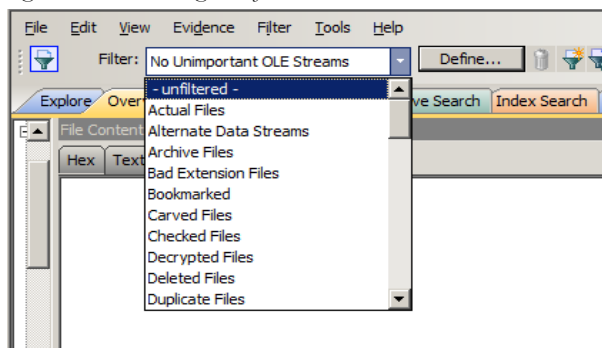 File Edit View Evidence Filter Tools Help
Filter: No Unimportant OLE Streams Define...
Explore Over ve Search Index Search
- unfiltered -
File Content
Actual Files
Alternate Data Streams
Hex Text
Archive Files
Bad Extension Files
Bookmarked
Carved Files
Checked Files
Decrypted Files
Deleted Files
Duplicate Files